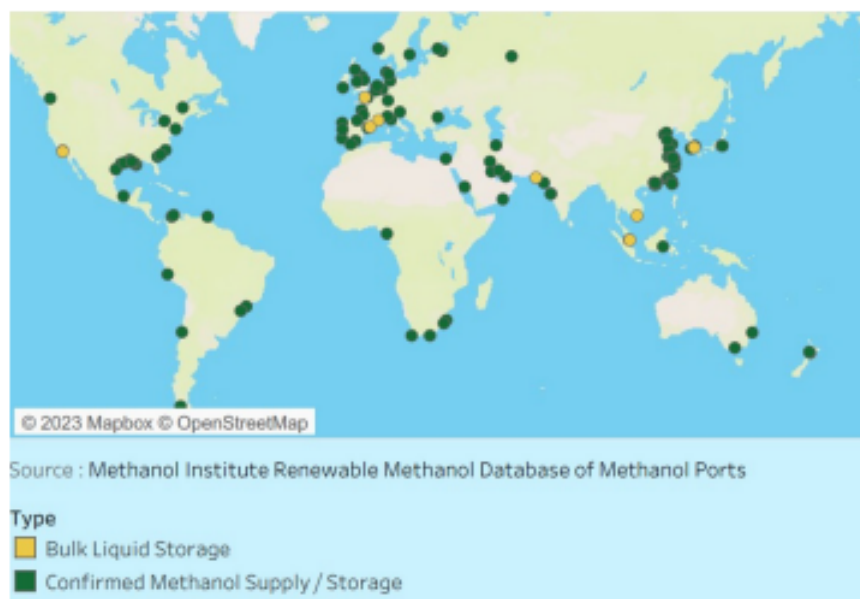 © 2023 Mapbox © OpenStreetMap
Source : Methanol Institute Renewable Methanol Database of Methanol Ports
Type
Bulk Liquid Storage
Confirmed Methanol Supply / Storage